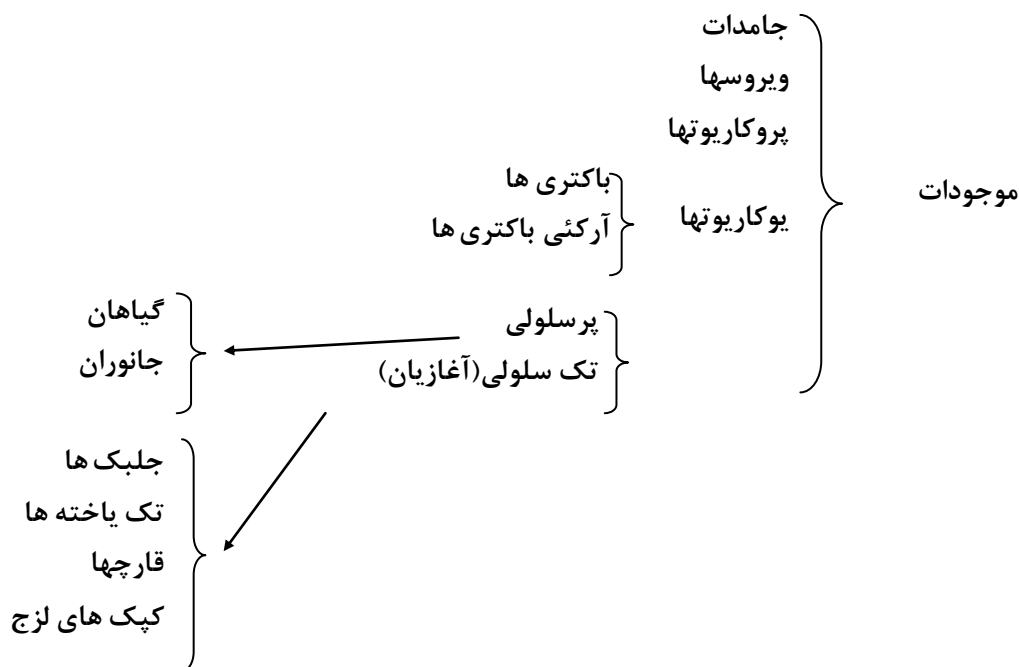 موجودات
جامدات
ویروسها
پروکاریوتها
یوکاریوتها
باکتری ها
آرکئی باکتری ها
پرسلولی
تک سلولی(آغازیان)
گیاهان
جانوران
جلبک ها
تک یاخته ها
قارچها
کپک های لزج